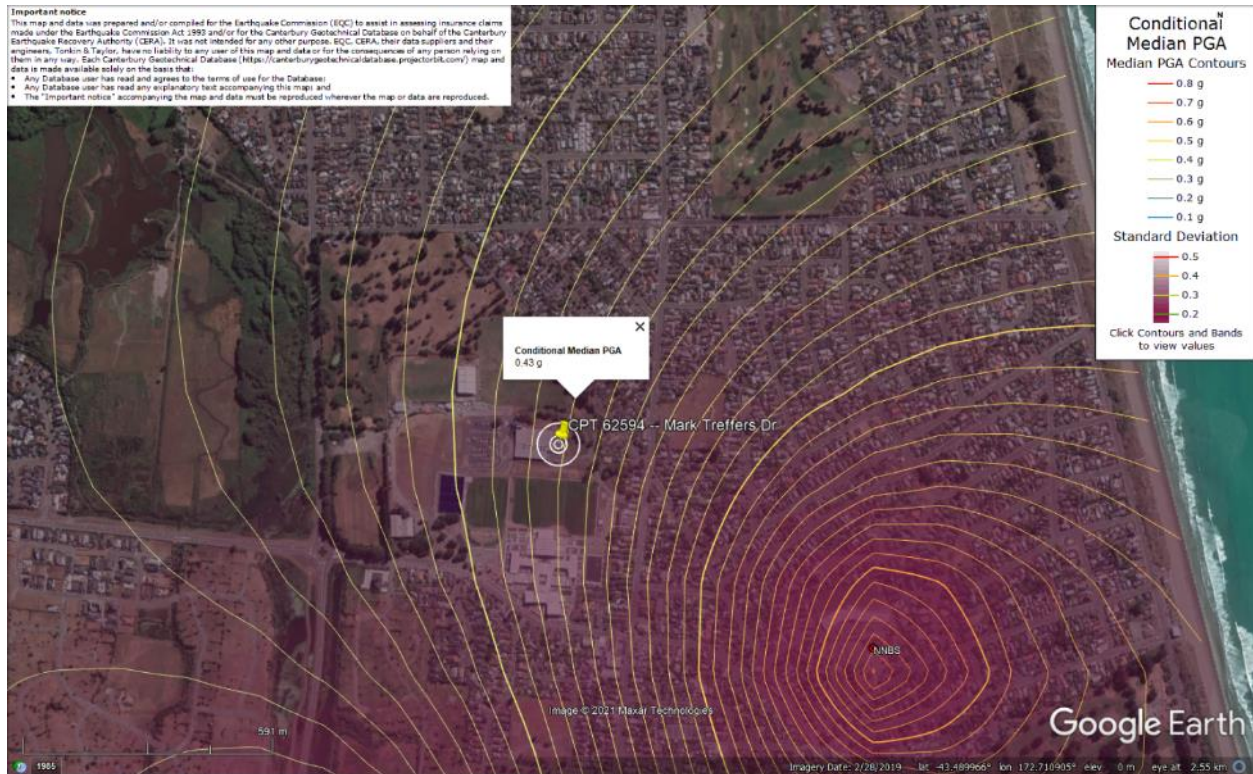 Important notice
This map and data was prepared and/or compiled for the Earthquake Commission (EQC) to assist in assessing insurance claims
made under the Earthquake Commission Act 1993 and/or for the Canterbury Geotechnical Database on behalf of the Canterbury
Earthquake Recovery Authority (CERA). It was not intended for any other purpose. EQC, CERA, their data suppliers and their
engineers, Tonkin & Taylor, have no liability to any user of this map and data or for the consequences of any person relying on
them in any way. Each Canterbury Geotechnical Database (https://canterburygeotechnicaldatabase.projectorbit.com/) map and
data is made available solely on the basis that:
• Any Database user has read and agrees to the terms of use for the Database;
• Any Database user has read any explanatory text accompanying this map; and
• The "Important notice" accompanying the map and data must be reproduced wherever the map or data are reproduced.
N
Conditional
Median PGA
Median PGA Contours
0.8 g
0.7 g
0.6 g
0.5 g
0.4 g
0.3 g
0.2 g
0.1 g
Standard Deviation
0.5
0.4
0.3
0.2
Click Contours and Bands
to view values
Conditional Median PGA
0.43 g
CPT 62594 -- Mark Treffers Dr
NNBS
Image © 2021 Maxar Technologies
Google Earth
591 m
1985
Imagery Date: 2/28/2019 lat -43.489966° lon 172.710905° elev 0 m eye alt 2.55 km